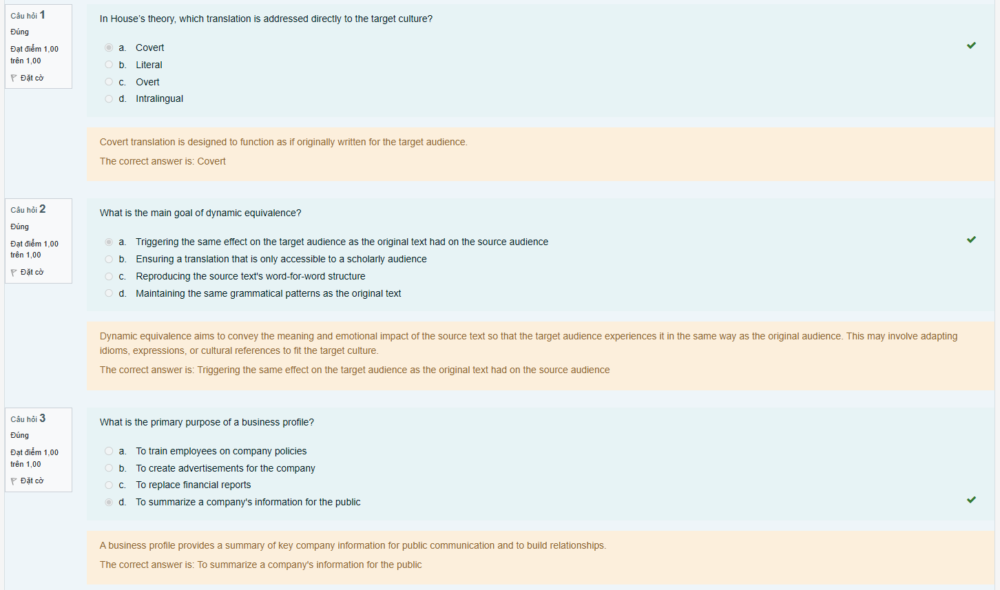 Câu hỏi 1
Đúng
Đạt điểm 1,00
trên 1,00
Đặt cờ
In House's theory, which translation is addressed directly to the target culture?
a. Covert
b. Literal
c. Overt
d. Intralingual
Covert translation is designed to function as if originally written for the target audience.
The correct answer is: Covert
Câu hỏi 2
Đúng
Đạt điểm 1,00
trên 1,00
Đặt cờ
What is the main goal of dynamic equivalence?
a. Triggering the same effect on the target audience as the original text had on the source audience
b. Ensuring a translation that is only accessible to a scholarly audience
c. Reproducing the source text's word-for-word structure
d. Maintaining the same grammatical patterns as the original text
Dynamic equivalence aims to convey the meaning and emotional impact of the source text so that the target audience experiences it in the same way as the original audience. This may involve adapting
idioms, expressions, or cultural references to fit the target culture.
The correct answer is: Triggering the same effect on the target audience as the original text had on the source audience
Câu hỏi 3
Đúng
Đạt điểm 1,00
trên 1,00
Đặt cờ
What is the primary purpose of a business profile?
a. To train employees on company policies
b. To create advertisements for the company
c. To replace financial reports
d. To summarize a company's information for the public
A business profile provides a summary of key company information for public communication and to build relationships.
The correct answer is: To summarize a company's information for the public